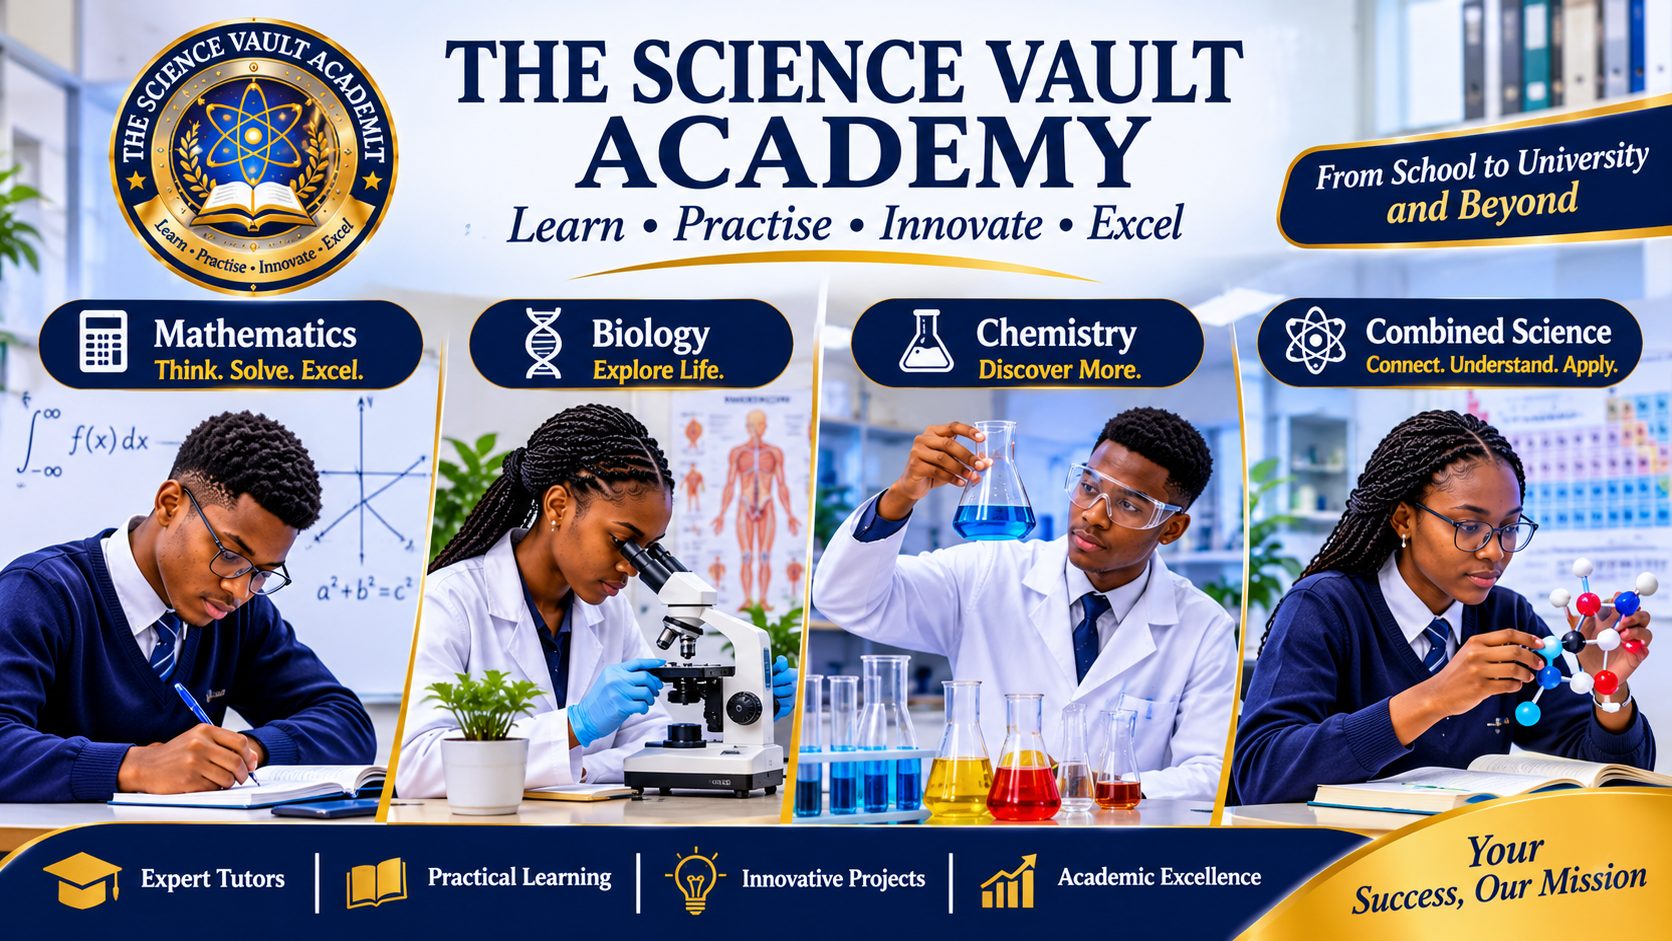 THE SCIENCE VAULT ACADEMLT
Learn • Practise • Innovate • Excel
THE SCIENCE VAULT
ACADEMY
Learn • Practise • Innovate • Excel
From School to University
and Beyond
Mathematics
Think. Solve. Excel.
Biology
Explore Life.
Chemistry
Discover More.
Combined Science
Connect. Understand. Apply.
∫ ∞ -∞ f(x) dx
a² + b² = c²
Expert Tutors
Practical Learning
Innovative Projects
Academic Excellence
Your
Success, Our Mission